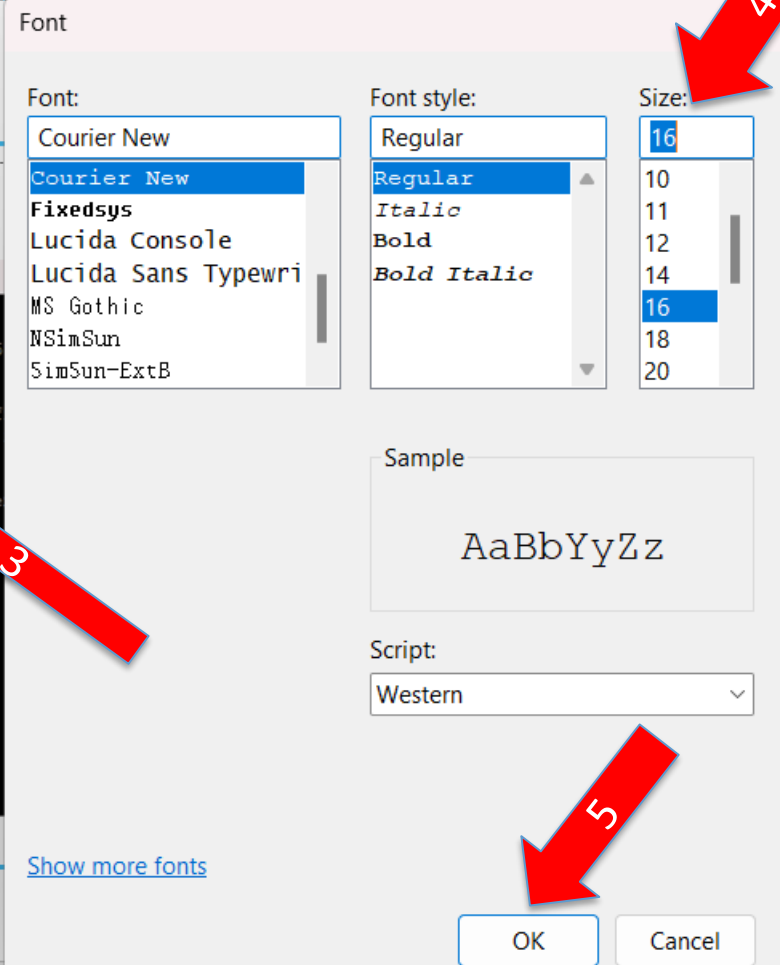 Font
4
Font: Font style: Size:
Courier New Regular 16
Courier New Regular 10
Fixedsys Italic 11
Lucida Console Bold 12
Lucida Sans Typewri Bold Italic 14
MS Gothic 16
NSimSun 18
SimSun-ExtB 20
Sample
AaBbYyZz
3
Script:
Western
5
Show more fonts
OK Cancel